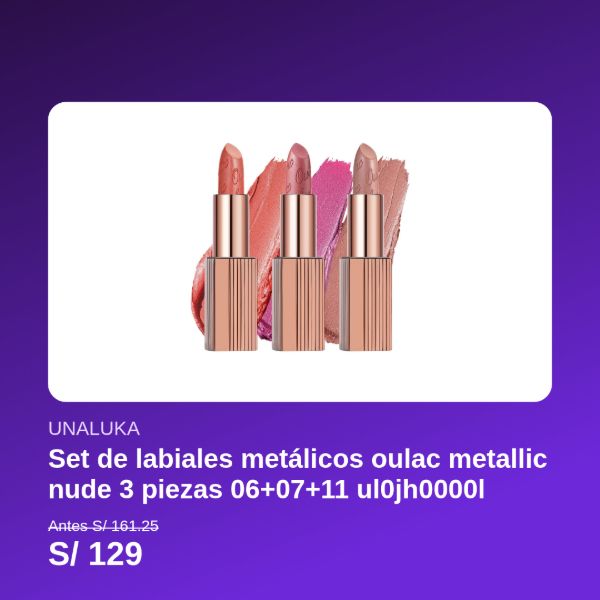 UNALUKA
Set de labiales metálicos oulac metallic
nude 3 piezas 06+07+11 ul0jh0000l
Antes S/ 161.25
S/ 129